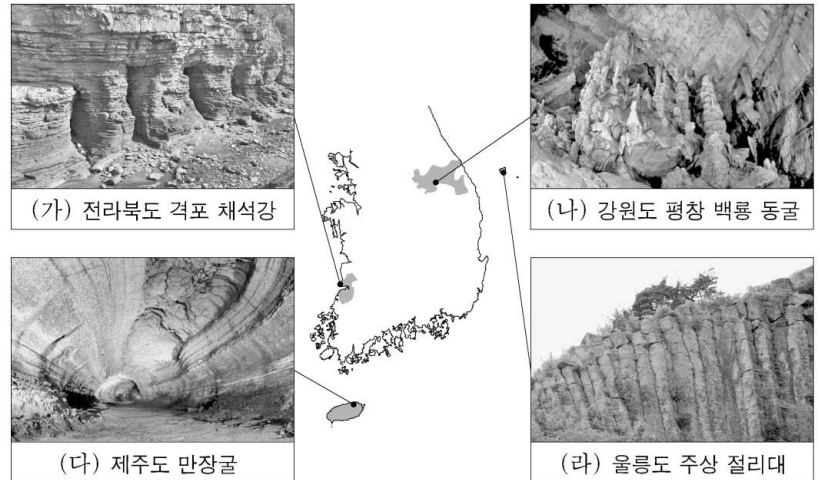 (가) 전라북도 격포 채석강
(나) 강원도 평창 백룡 동굴
(다) 제주도 만장굴
(라) 울릉도 주상 절리대